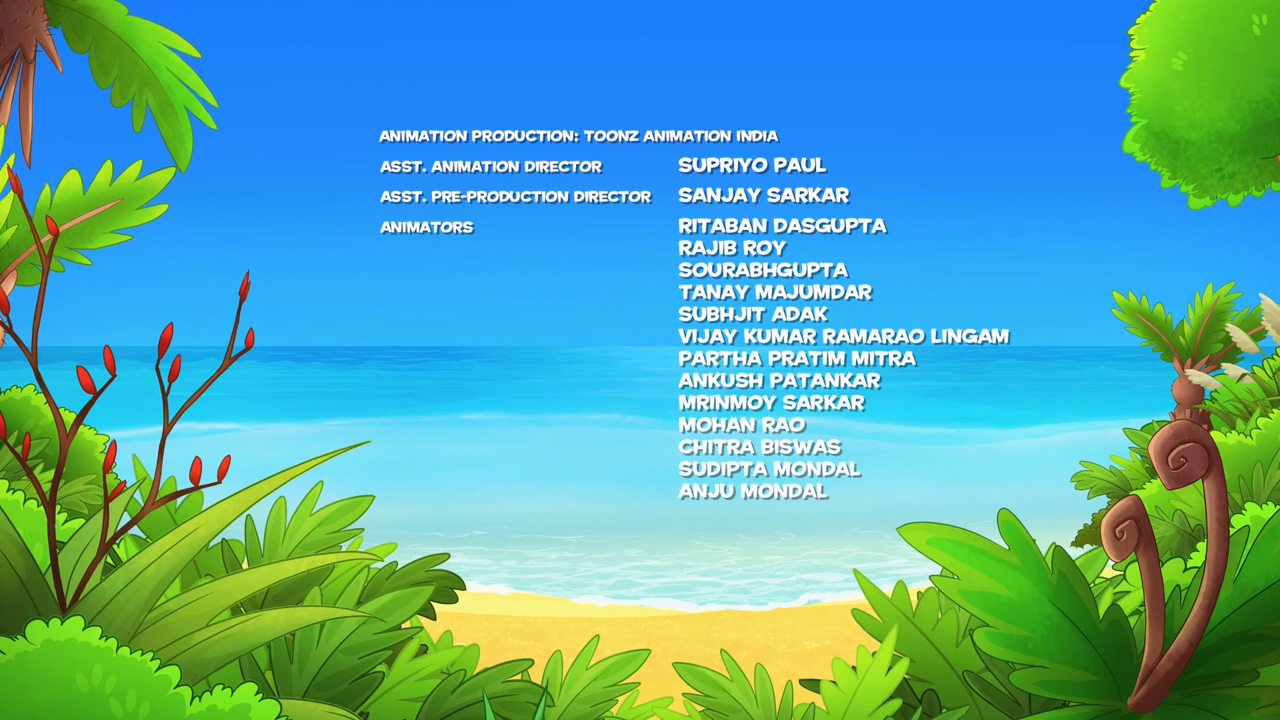 ANIMATION PRODUCTION: TOONZ ANIMATION INDIA
ASST. ANIMATION DIRECTOR SUPRIYO PAUL
ASST. PRE-PRODUCTION DIRECTOR SANJAY SARKAR
ANIMATORS RITABAN DASGUPTA
RAJIB ROY
SOURABHGUPTA
TANAY MAJUMDAR
SUBHJIT ADAK
VIJAY KUMAR RAMARAO LINGAM
PARTHA PRATIM MITRA
ANKUSH PATANKAR
MRINMOY SARKAR
MOHAN RAO
CHITRA BISWAS
SUDIPTA MONDAL
ANJU MONDAL